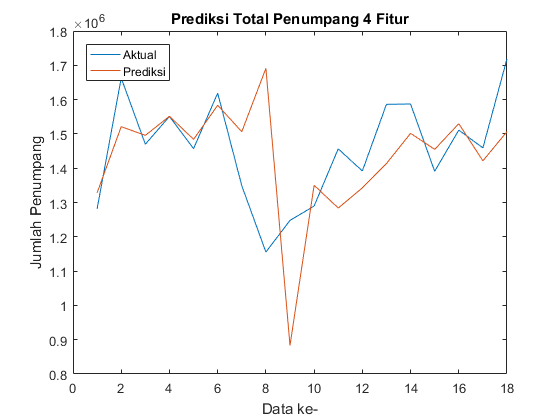 Prediksi Total Penumpang 4 Fitur
×10^6
Aktual
Prediksi
Jumlah Penumpang
1.8
1.7
1.6
1.5
1.4
1.3
1.2
1.1
1
0.9
0.8
0 2 4 6 8 10 12 14 16 18
Data ke-